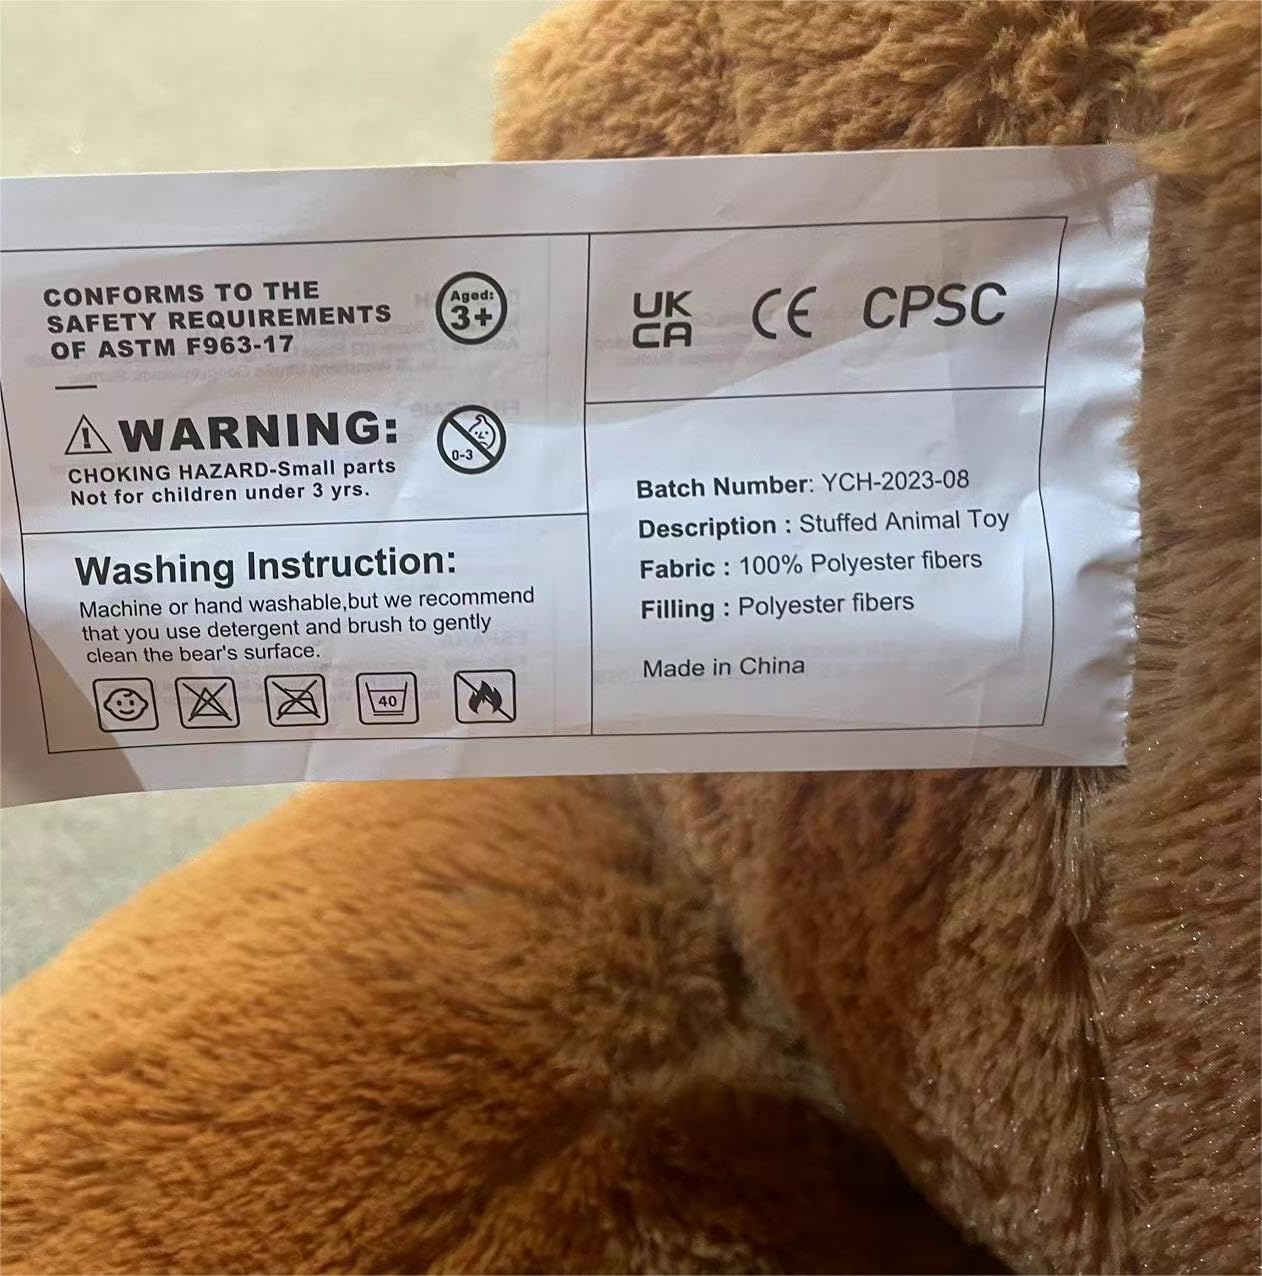 CONFORMS TO THE
SAFETY REQUIREMENTS
OF ASTM F963-17
Aged:
3+
WARNING:
CHOKING HAZARD-Small parts
Not for children under 3 yrs.
0-3
Washing Instruction:
Machine or hand washable,but we recommend
that you use detergent and brush to gently
clean the bear's surface.
40
UK
CA
CE
CPSC
Batch Number: YCH-2023-08
Description : Stuffed Animal Toy
Fabric : 100% Polyester fibers
Filling : Polyester fibers
Made in China